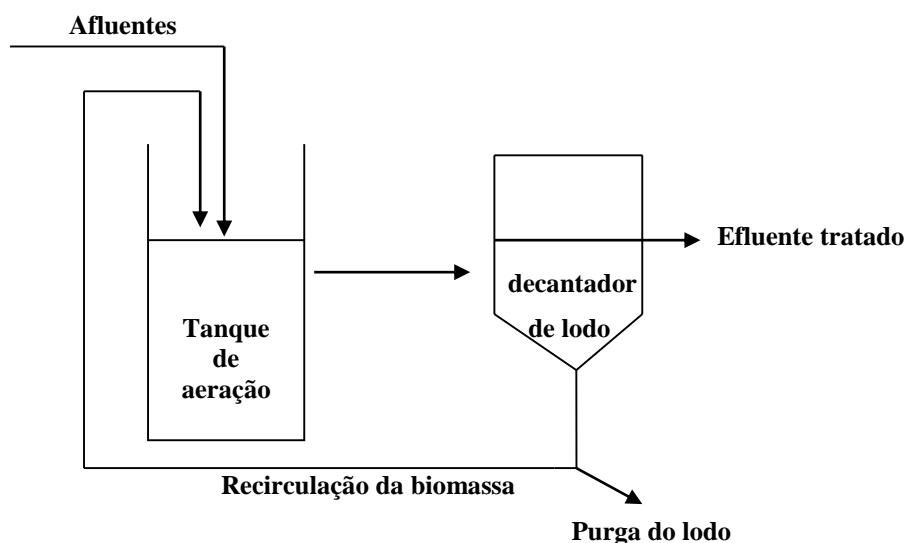 Afluentes
Efluente tratado
decantador
de lodo
Tanque
de
aeração
Recirculação da biomassa
Purga do lodo